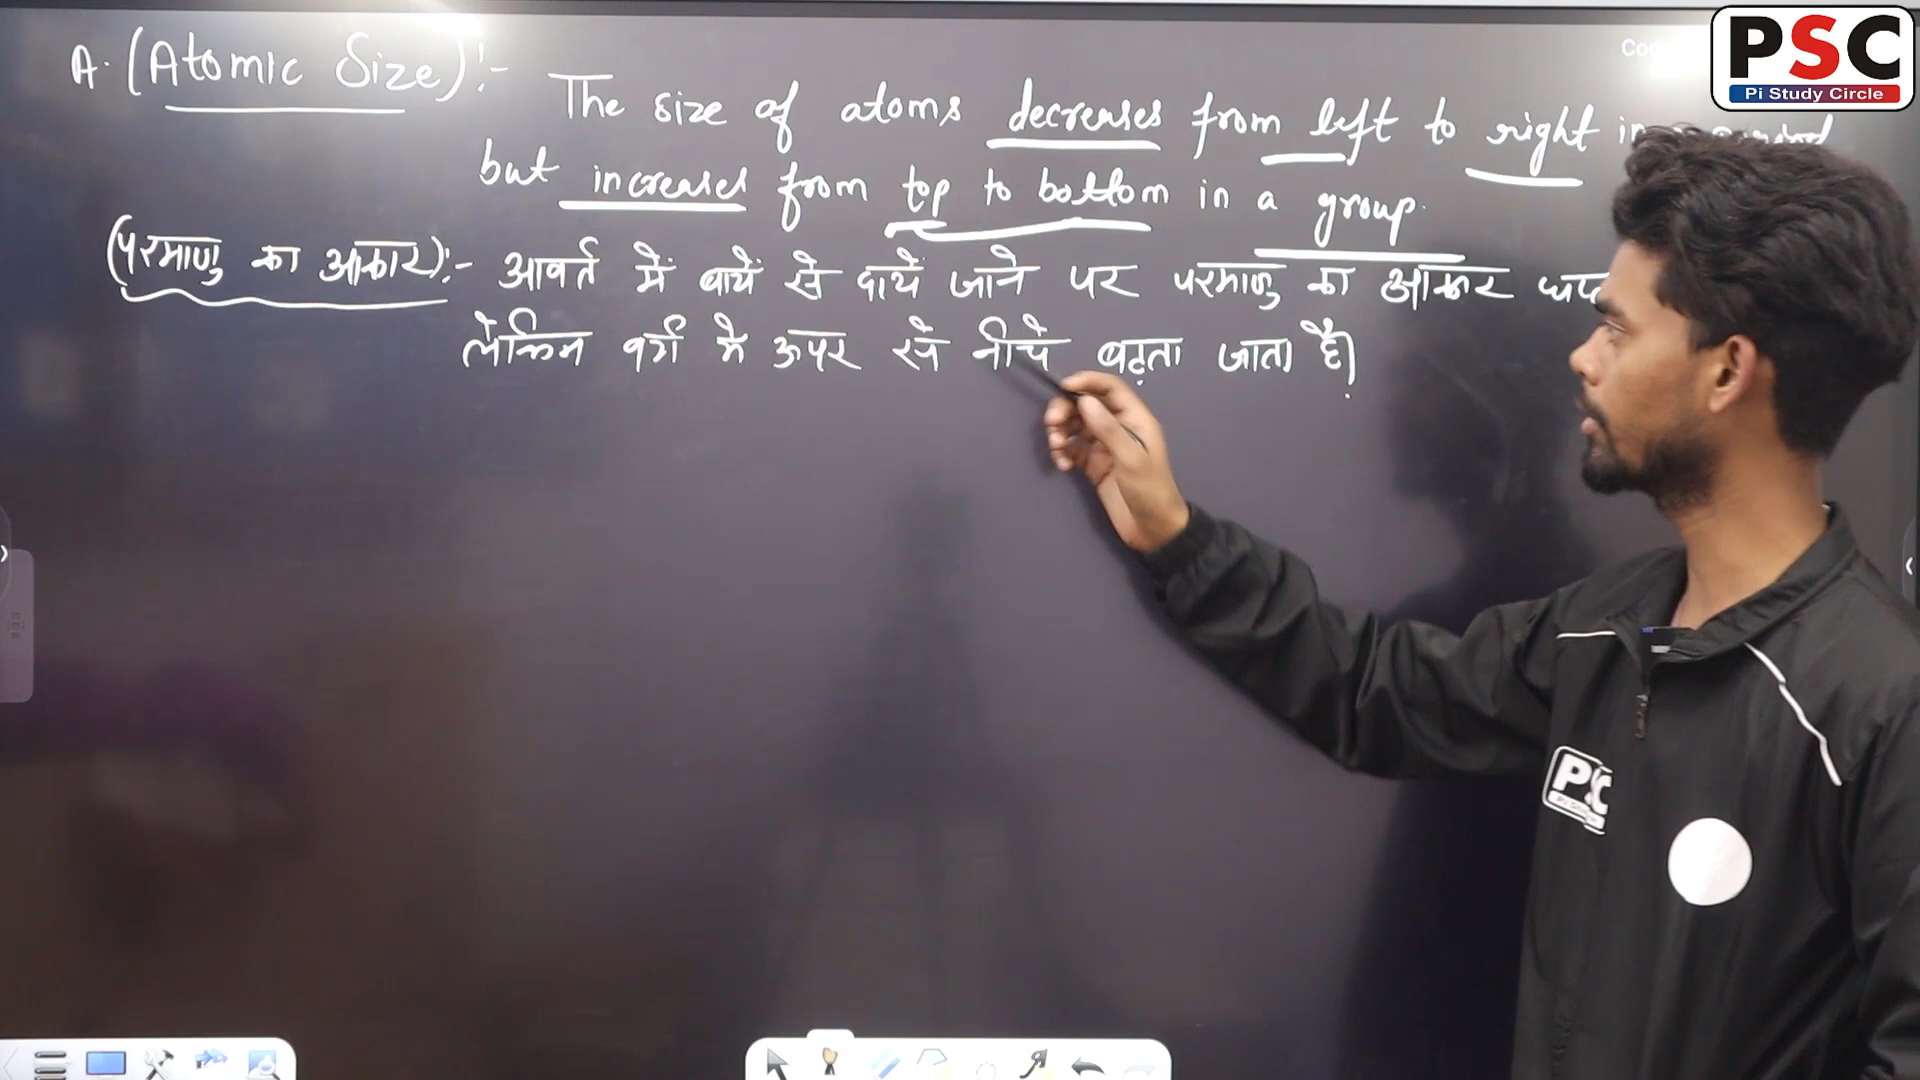 PSC
Pi Study Circle
A. (Atomic Size):- The size of atoms decreases from left to right in
but increases from top to bottom in a group.
(परमाणु का आकार):- आवर्त में बायें से दायें जाने पर परमाणु का आकार
लेकिन वर्ग मे ऊपर से नीचे बढ़ता जाता है।
PSC